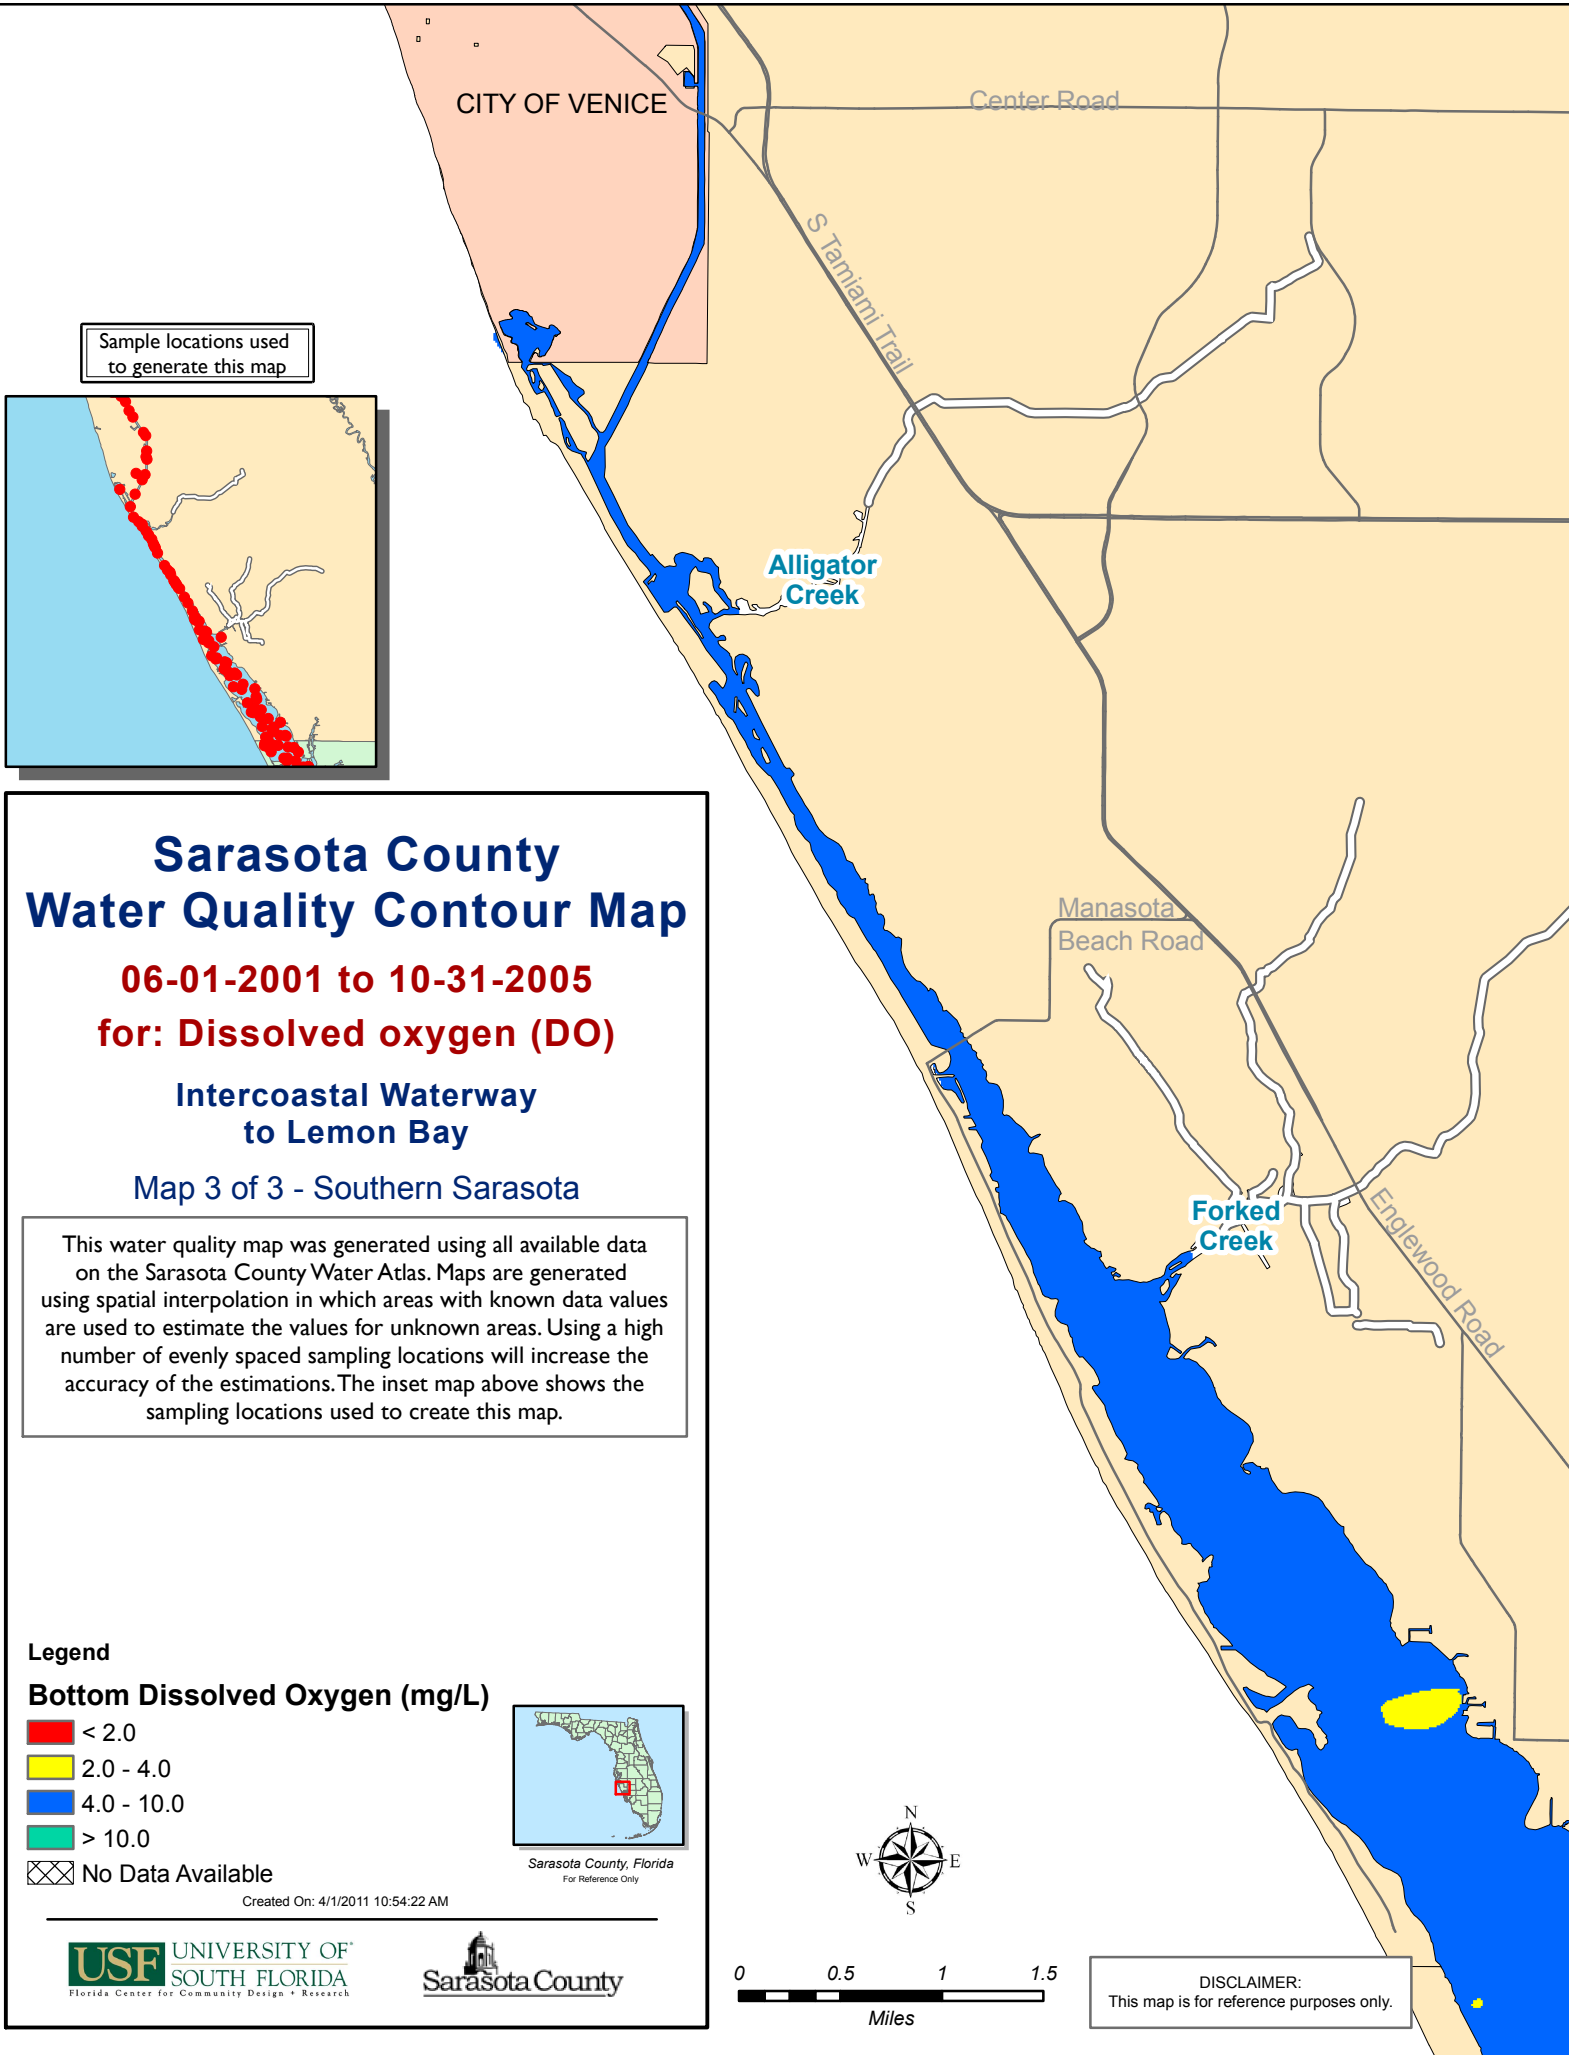 CITY OF VENICE
Center Road
S Tamiami Trail
Sample locations used
to generate this map
Alligator
Creek
Sarasota County
Water Quality Contour Map
06-01-2001 to 10-31-2005
for: Dissolved oxygen (DO)
Intercoastal Waterway
to Lemon Bay
Map 3 of 3 - Southern Sarasota
This water quality map was generated using all available data
on the Sarasota County Water Atlas. Maps are generated
using spatial interpolation in which areas with known data values
are used to estimate the values for unknown areas. Using a high
number of evenly spaced sampling locations will increase the
accuracy of the estimations. The inset map above shows the
sampling locations used to create this map.
Manasota
Beach Road
Forked
Creek
Englewood Road
Legend
Bottom Dissolved Oxygen (mg/L)
< 2.0
2.0 - 4.0
4.0 - 10.0
> 10.0
No Data Available
Sarasota County, Florida
For Reference Only
Created On: 4/1/2011 10:54:22 AM
USF UNIVERSITY OF
SOUTH FLORIDA
Florida Center for Community Design + Research
Sarasota County
N
W E
S
0 0.5 1 1.5
Miles
DISCLAIMER:
This map is for reference purposes only.